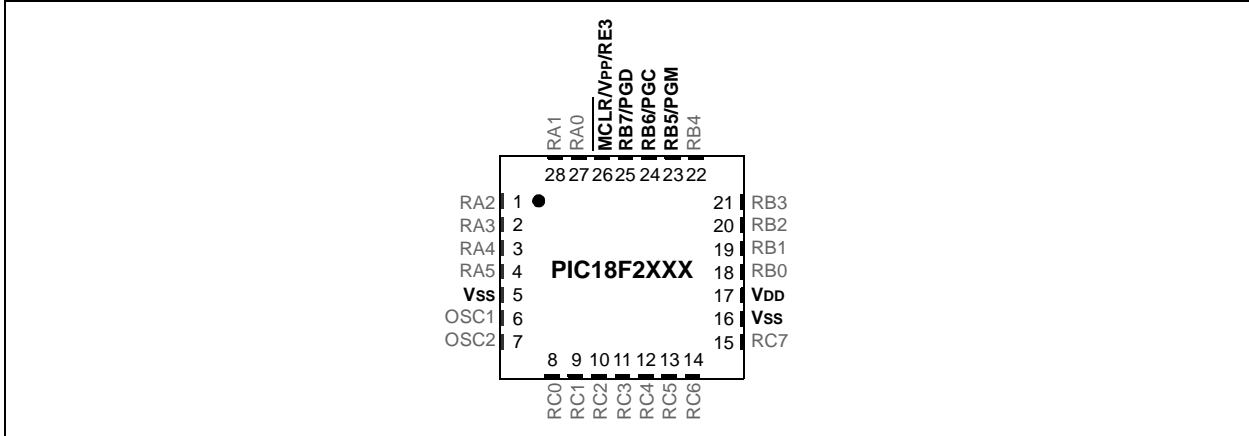 RA1
RA0
MCLR/VPP/RE3
RB7/PGD
RB6/PGC
RB5/PGM
RB4
28 27 26 25 24 23 22
RA2 1
RA3 2
RA4 3
RA5 4
VSS 5
OSC1 6
OSC2 7
PIC18F2XXX
21 RB3
20 RB2
19 RB1
18 RB0
17 VDD
16 VSS
15 RC7
8 9 10 11 12 13 14
RC0
RC1
RC2
RC3
RC4
RC5
RC6